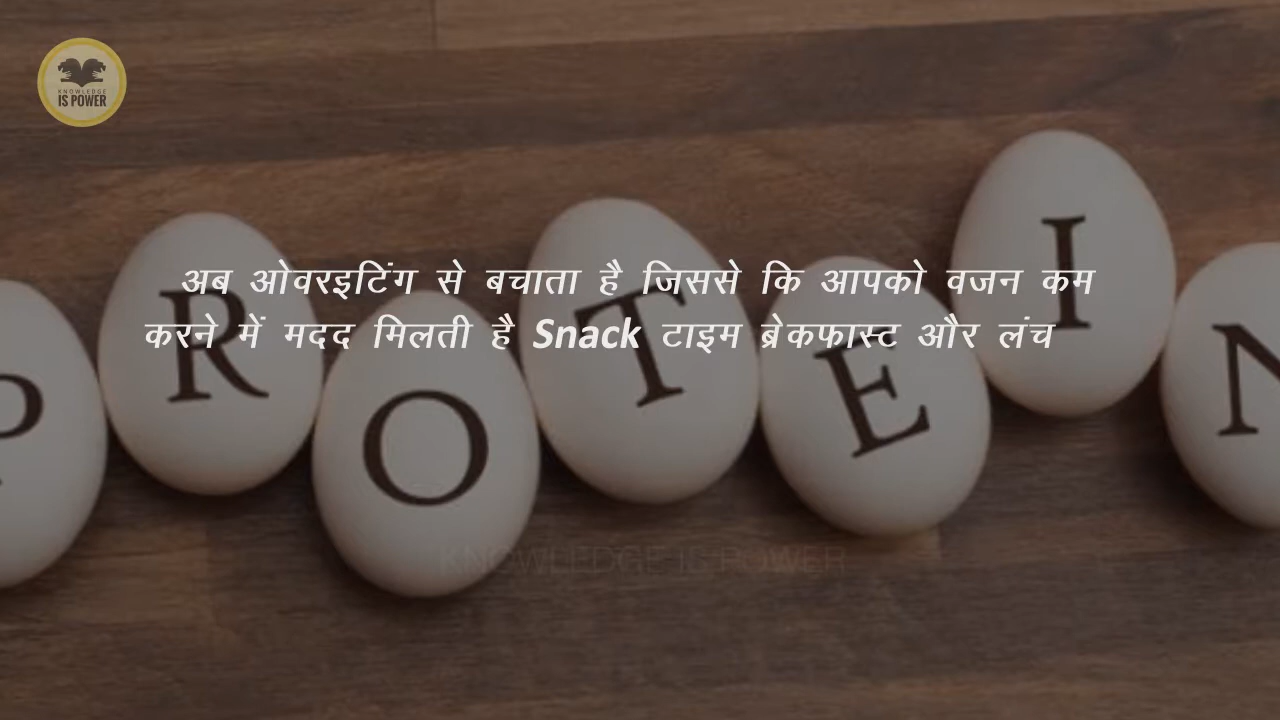 KNOWLEDGE
IS POWER
अब ओवरइटिंग से बचाता है जिससे कि आपको वजन कम
करने में मदद मिलती है Snack टाइम ब्रेकफास्ट और लंच
P R O T E I N
KNOWLEDGE IS POWER